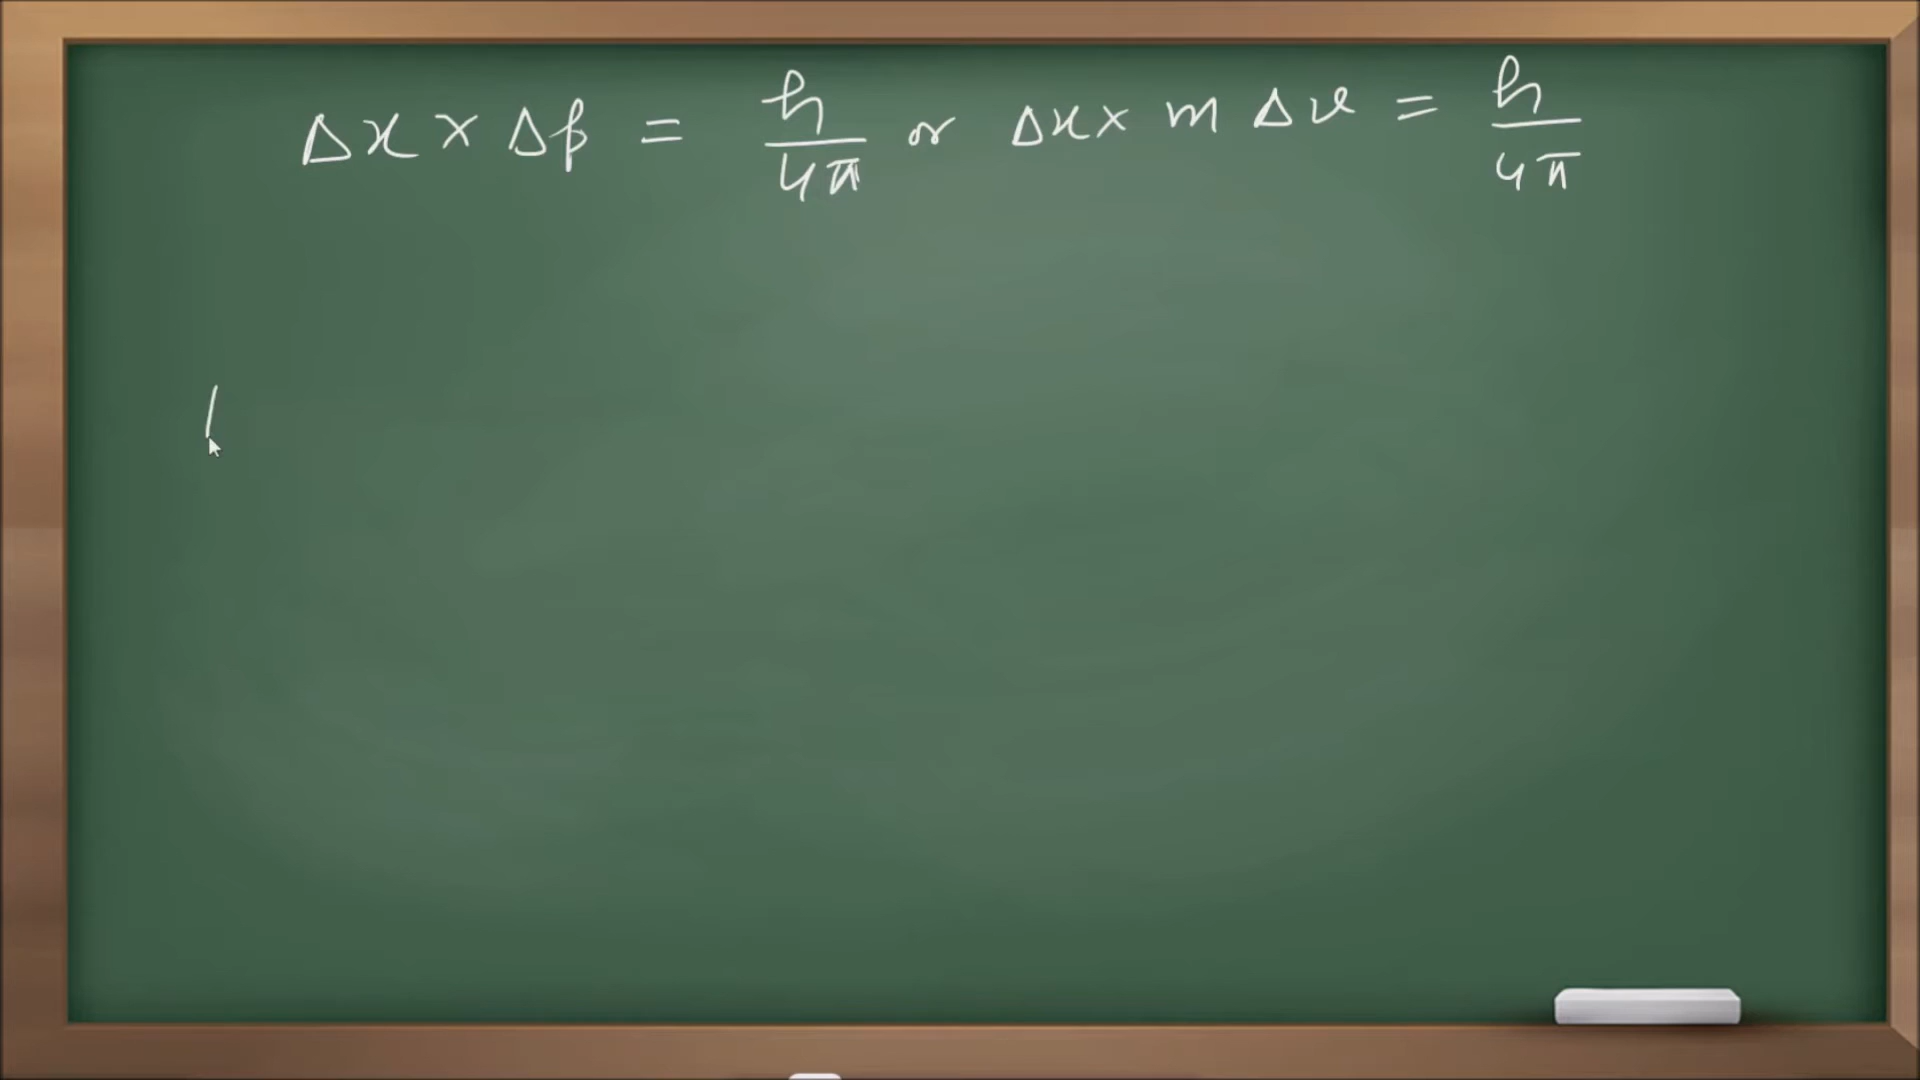 Δx × Δp = h/4π or Δx × m Δv = h/4π